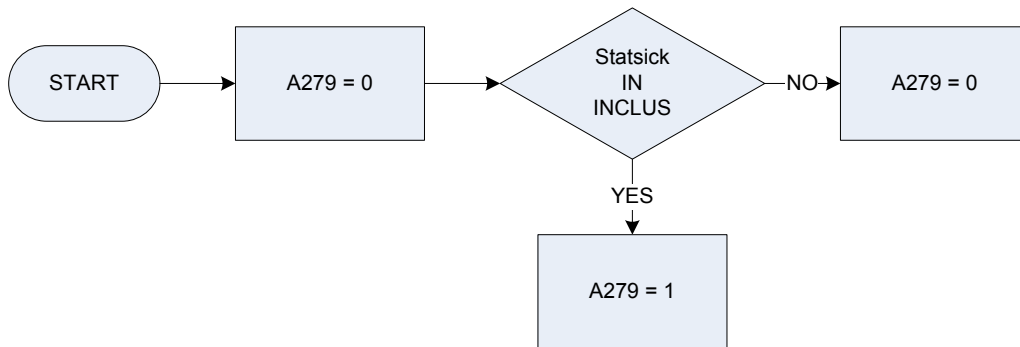 START
A279 = 0
Statsick
IN
INCLUS
NO
A279 = 0
YES
A279 = 1